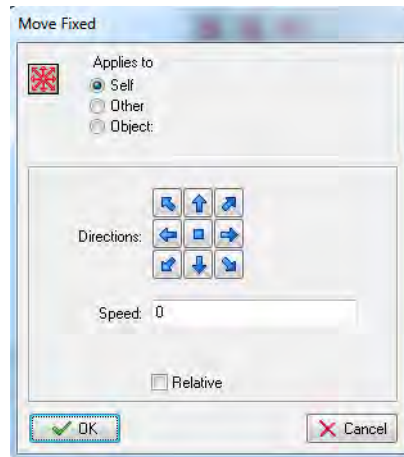 Move Fixed
Applies to
Self
Other
Object:
Directions:
Speed: 0
Relative
OK Cancel